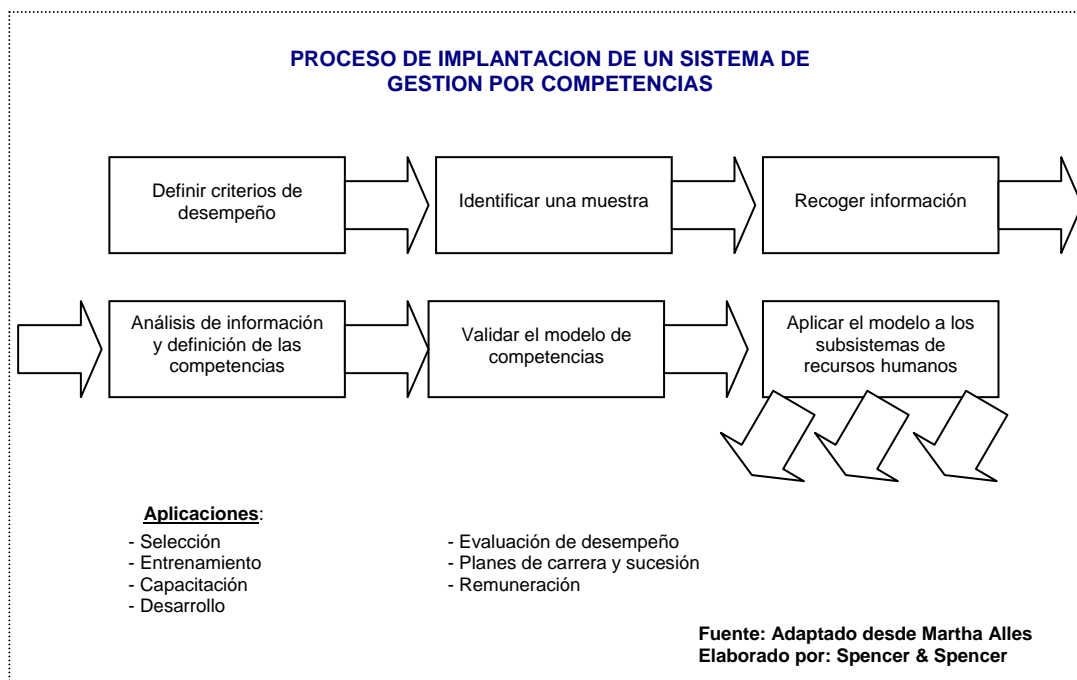 PROCESO DE IMPLANTACION DE UN SISTEMA DE
GESTION POR COMPETENCIAS
Definir criterios de
desempeño
Identificar una muestra
Recoger información
Análisis de información
y definición de las
competencias
Validar el modelo de
competencias
Aplicar el modelo a los
subsistemas de
recursos humanos
Aplicaciones:
- Selección
- Entrenamiento
- Capacitación
- Desarrollo
- Evaluación de desempeño
- Planes de carrera y sucesión
- Remuneración
Fuente: Adaptado desde Martha Alles
Elaborado por: Spencer & Spencer